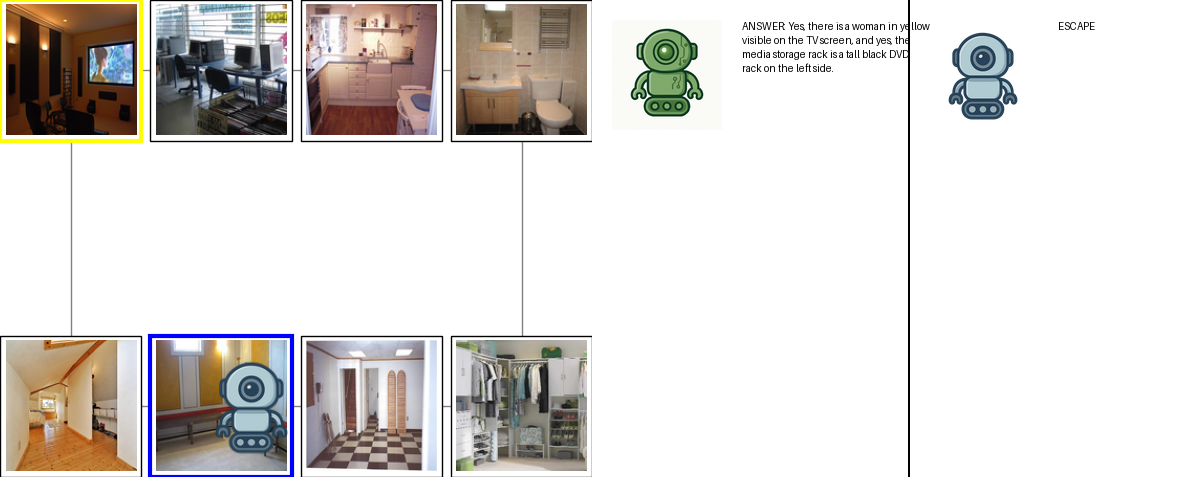 ANSWER: Yes, there is a woman in yellow
visible on the TV screen, and yes, the
media storage rack is a tall black DVD
rack on the left side.
ESCAPE